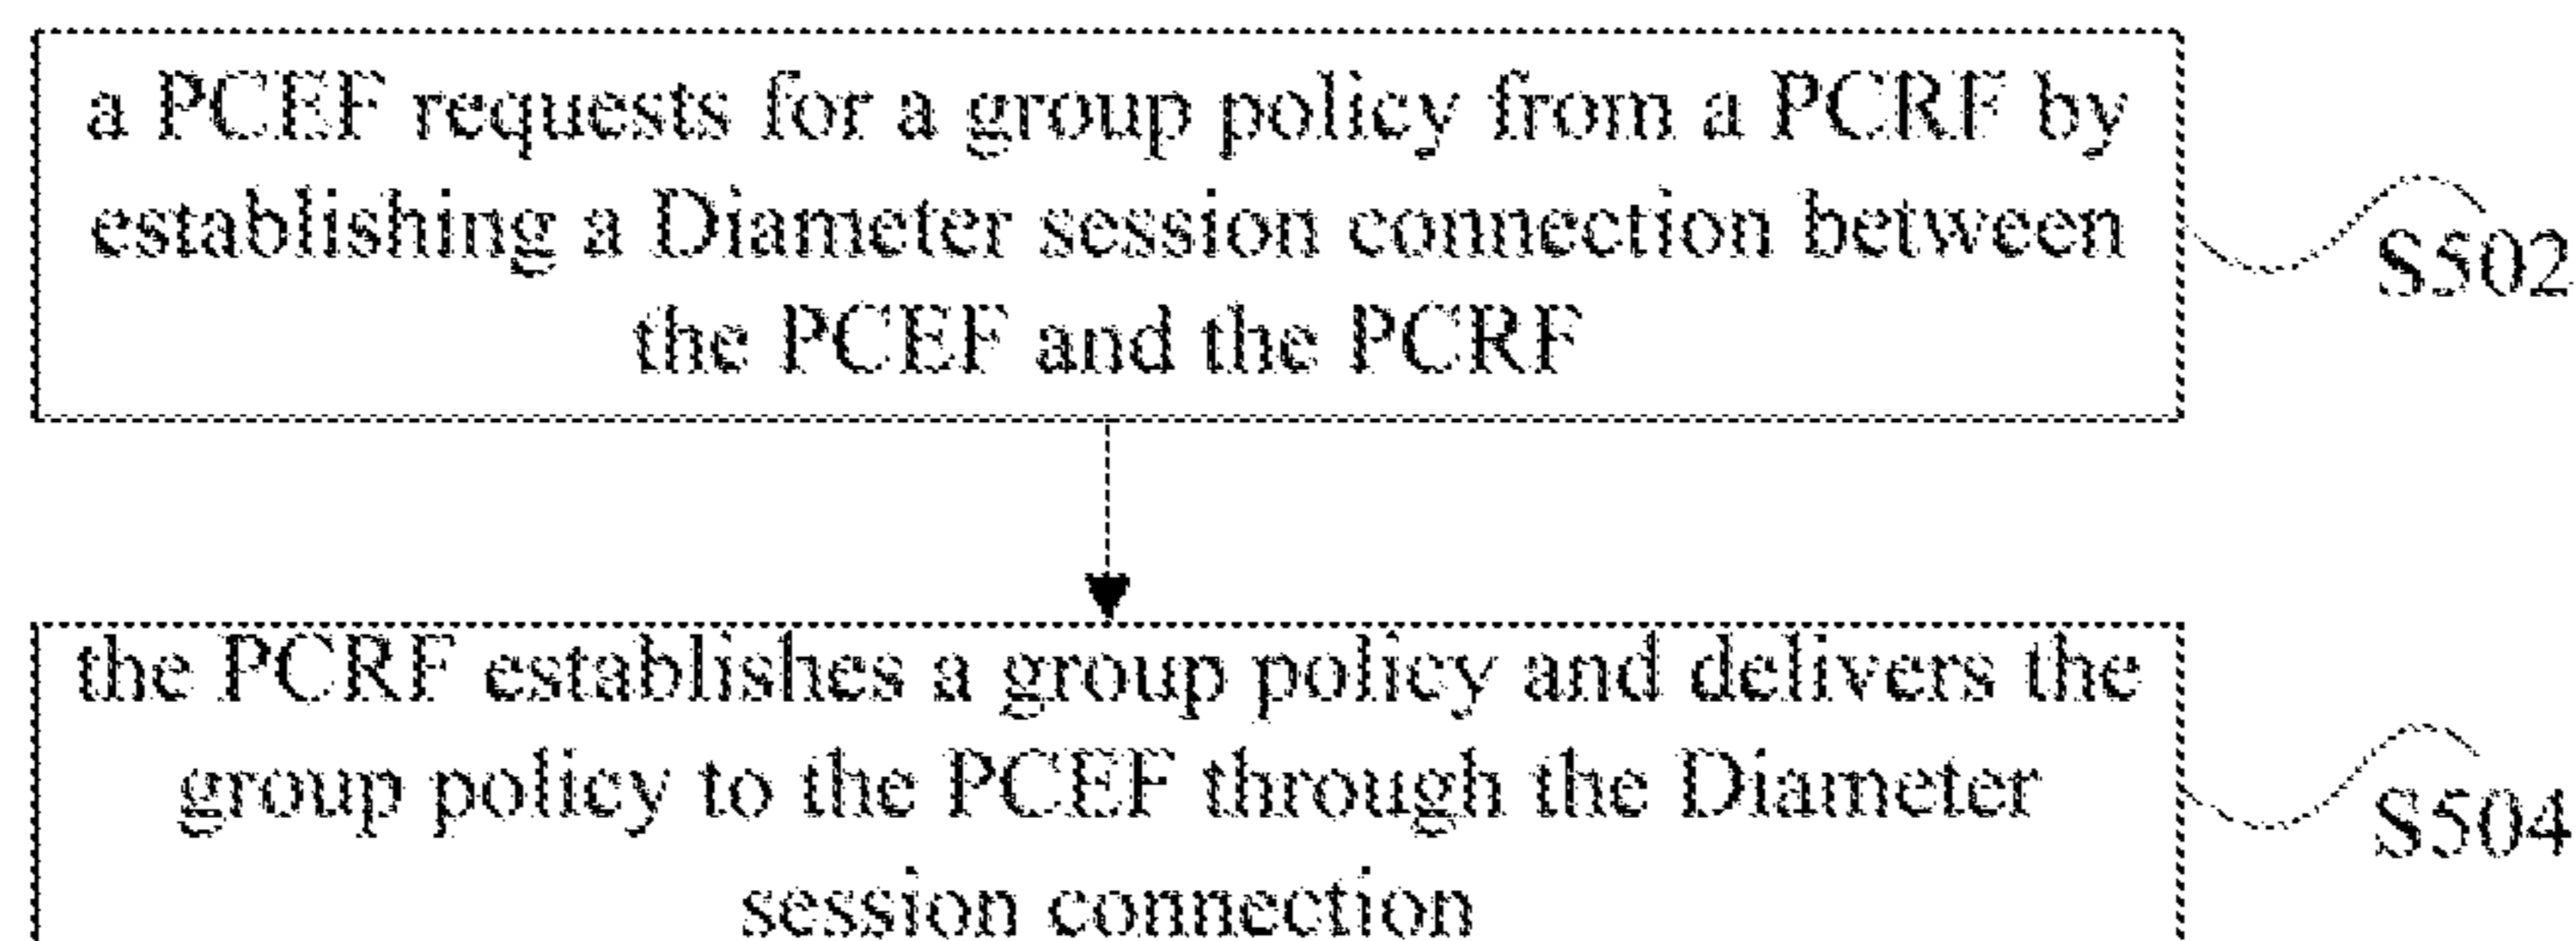 a PCEF requests for a group policy from a PCRF by
establishing a Diameter session connection between
the PCEF and the PCRF
S502
the PCRF establishes a group policy and delivers the
group policy to the PCEF through the Diameter
session connection
S504